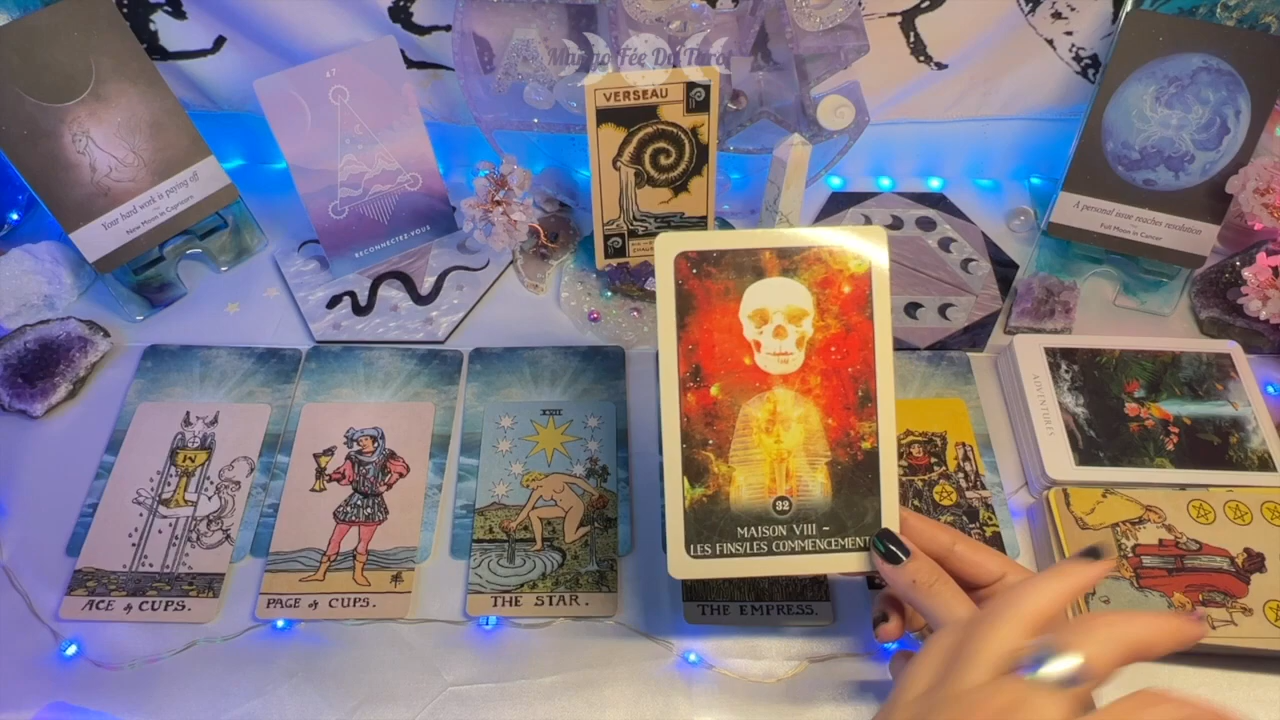 Mango Fée Du Tarot
47
VERSEAU
Your hard work is paying off
New Moon in Capricorn
RECONNECTEZ-VOUS
A personal issue reaches resolution
Full Moon in Cancer
ADVENTURES
32
MAISON VIII -
LES FINS/LES COMMENCEMENT
XVII
ACE of CUPS.
PAGE of CUPS.
THE STAR.
THE EMPRESS.